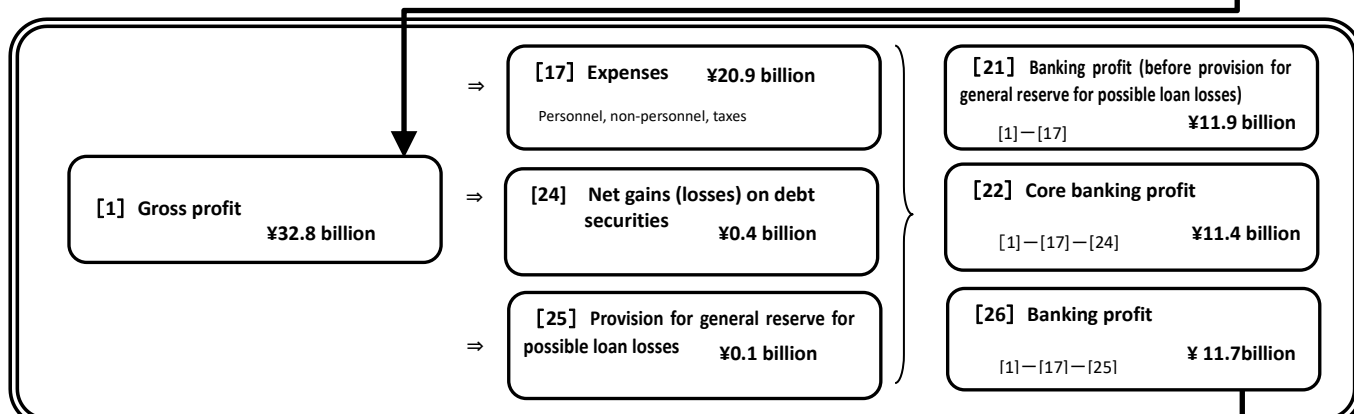 [1] Gross profit
¥32.8 billion
⇒
[17] Expenses ¥20.9 billion
Personnel, non-personnel, taxes
⇒
[24] Net gains (losses) on debt
securities
¥0.4 billion
⇒
[25] Provision for general reserve for
possible loan losses ¥0.1 billion
[21] Banking profit (before provision for
general reserve for possible loan losses)
[1]－[17] ¥11.9 billion
[22] Core banking profit
[1]－[17]－[24] ¥11.4 billion
[26] Banking profit
[1]－[17]－[25] ¥ 11.7billion